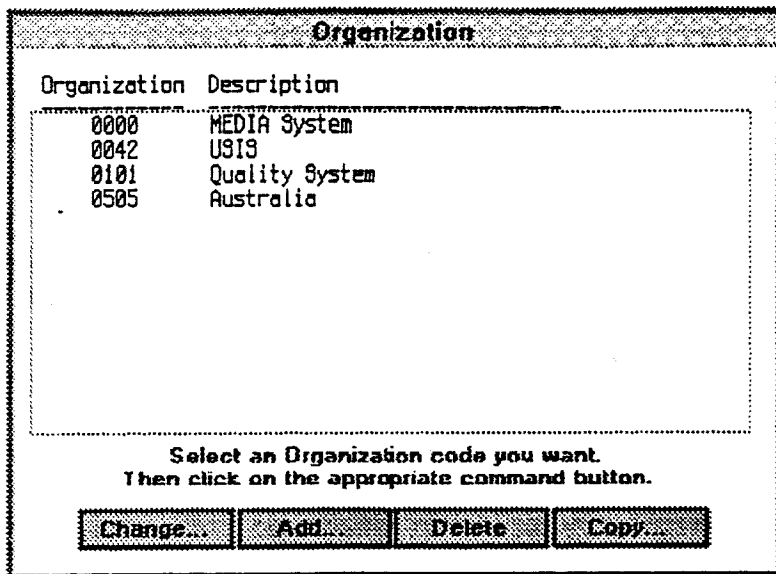 Organization
Organization Description
0000 MEDIA System
0042 USIS
0101 Quality System
0505 Australia
Select an Organization code you want.
Then click on the appropriate command button.
Change... Add... Delete Copy...